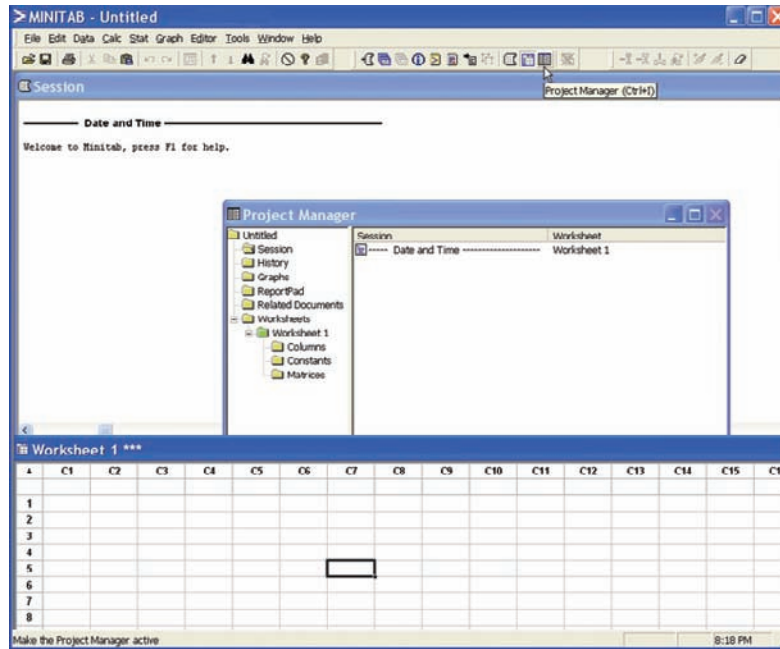 MINITAB - Untitled
File Edit Data Calc Stat Graph Editor Tools Window Help
Project Manager (Ctrl+I)
Session
Date and Time
Welcome to Minitab, press F1 for help.
Project Manager
Untitled
Session
History
Graphs
ReportPad
Related Documents
Worksheets
Worksheet 1
Columns
Constants
Matrices
Session Worksheet
----- Date and Time -------------------- Worksheet 1
Worksheet 1 ***
C1 C2 C3 C4 C5 C6 C7 C8 C9 C10 C11 C12 C13 C14 C15 C1
1
2
3
4
5
6
7
8
Make the Project Manager active 8:18 PM